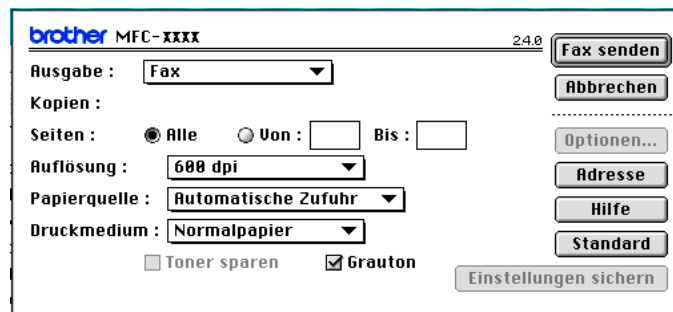 brother MFC-XXXX 2.4.0
Fax senden
Ausgabe : Fax
Abbrechen
Kopien :
Seiten : Alle Von : Bis :
Optionen...
Auflösung : 600 dpi
Adresse
Papierquelle : Automatische Zufuhr
Hilfe
Druckmedium : Normalpapier
Standard
Toner sparen Grauton
Einstellungen sichern